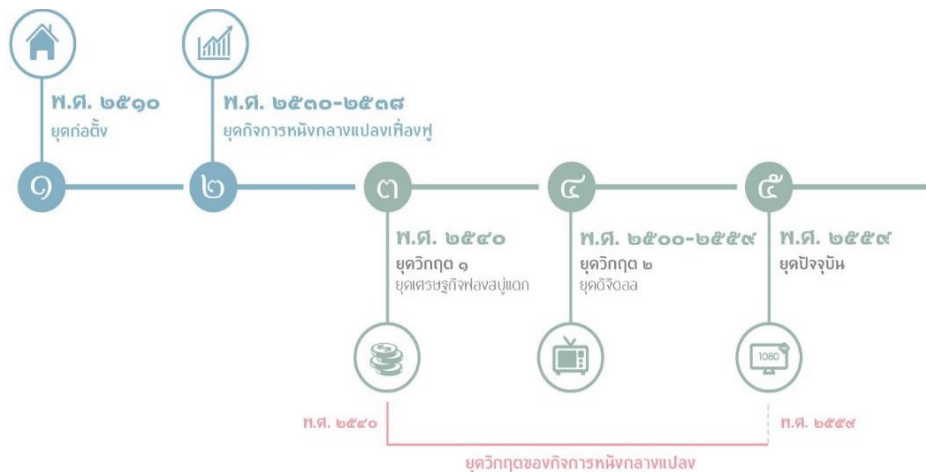 พ.ศ. ๒๕๑๐
ยุคก่อตั้ง
พ.ศ. ๒๕๓๐-๒๕๓๘
ยุคกิจการหนังกลางแปลงเฟื่องฟู
๑
๒
๓
๔
๕
พ.ศ. ๒๕๔๐
ยุควิกฤต ๑
ยุคเศรษฐกิจฟองสบู่แตก
พ.ศ. ๒๕๐๐-๒๕๕๙
ยุควิกฤต ๒
ยุคดิจิตอล
พ.ศ. ๒๕๕๙
ยุคปัจจุบัน
1080
พ.ศ. ๒๕๔๐
พ.ศ. ๒๕๕๙
ยุควิกฤตของกิจการหนังกลางแปลง